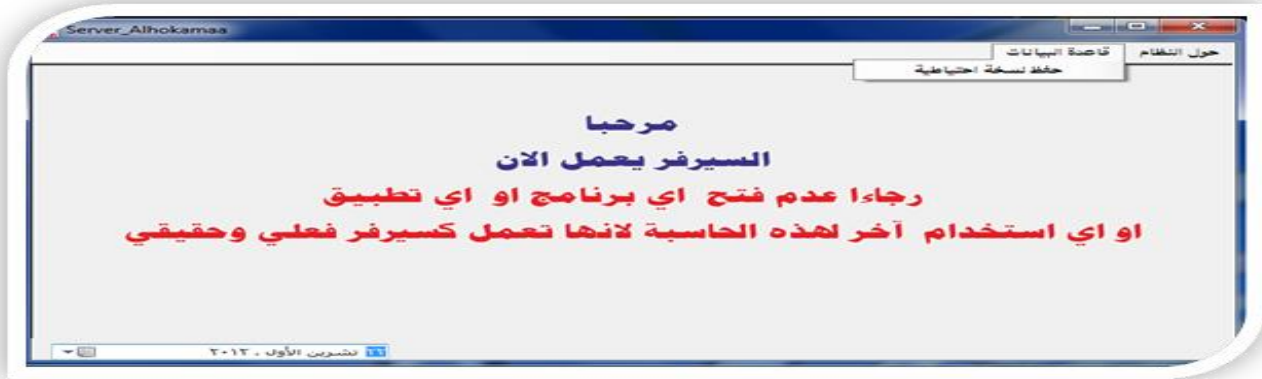 Server_Alhokamaa
حول النظام قاعدة البيانات
حفظ نسخة احتياطية
مرحبا
السيرفر يعمل الان
رجاءا عدم فتح اي برنامج او اي تطبيق
او اي استخدام آخر لهذه الحاسبة لانها تعمل كسيرفر فعلي وحقيقي
تشرين الأول ، ٢٠١٢